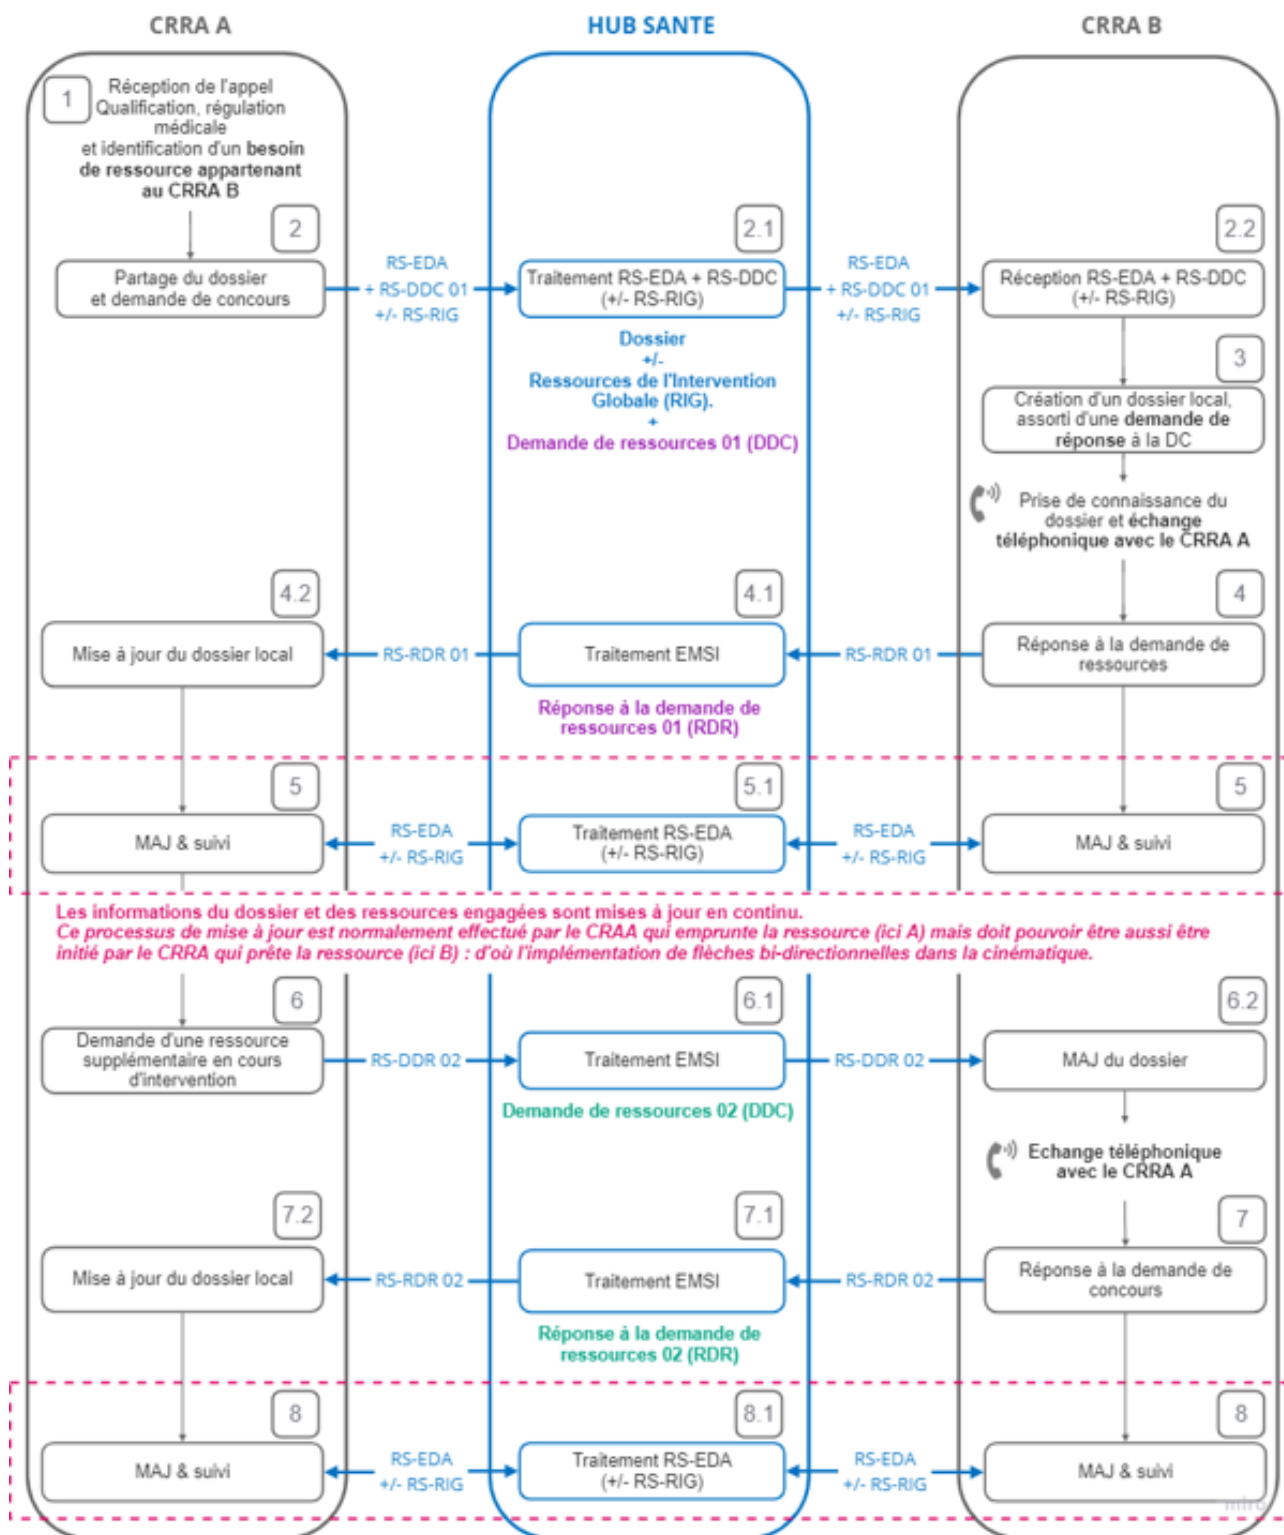 CRRA A
HUB SANTE
CRRA B
1
Réception de l'appel
Qualification, régulation
médicale
et identification d'un besoin
de ressource appartenant
au CRRA B
2
2.1
2.2
Partage du dossier
et demande de concours
RS-EDA
+ RS-DDC 01
+/- RS-RIG
Traitement RS-EDA + RS-DDC
(+/- RS-RIG)
RS-EDA
+ RS-DDC 01
+/- RS-RIG
Réception RS-EDA + RS-DDC
(+/- RS-RIG)
Dossier
+/-
Ressources de l'Intervention
Globale (RIG).
+
Demande de ressources 01 (DDC)
3
Création d'un dossier local,
assorti d'une demande de
réponse à la DC
Prise de connaissance du
dossier et échange
téléphonique avec le CRRA A
4.2
4.1
4
Mise à jour du dossier local
RS-RDR 01
Traitement EMSI
RS-RDR 01
Réponse à la demande de
ressources
Réponse à la demande de
ressources 01 (RDR)
5
5.1
5
MAJ & suivi
RS-EDA
+/- RS-RIG
Traitement RS-EDA
(+/- RS-RIG)
RS-EDA
+/- RS-RIG
MAJ & suivi
Les informations du dossier et des ressources engagées sont mises à jour en continu.
Ce processus de mise à jour est normalement effectué par le CRAA qui emprunte la ressource (ici A) mais doit pouvoir être aussi être
initié par le CRRA qui prête la ressource (ici B) : d'où l'implémentation de flèches bi-directionnelles dans la cinématique.
6
6.1
6.2
Demande d'une ressource
supplémentaire en cours
d'intervention
RS-DDR 02
Traitement EMSI
RS-DDR 02
MAJ du dossier
Demande de ressources 02 (DDC)
Echange téléphonique
avec le CRRA A
7.2
7.1
7
Mise à jour du dossier local
RS-RDR 02
Traitement EMSI
RS-RDR 02
Réponse à la demande de
concours
Réponse à la demande de
ressources 02 (RDR)
8
8.1
8
MAJ & suivi
RS-EDA
+/- RS-RIG
Traitement RS-EDA
(+/- RS-RIG)
RS-EDA
+/- RS-RIG
MAJ & suivi
miro